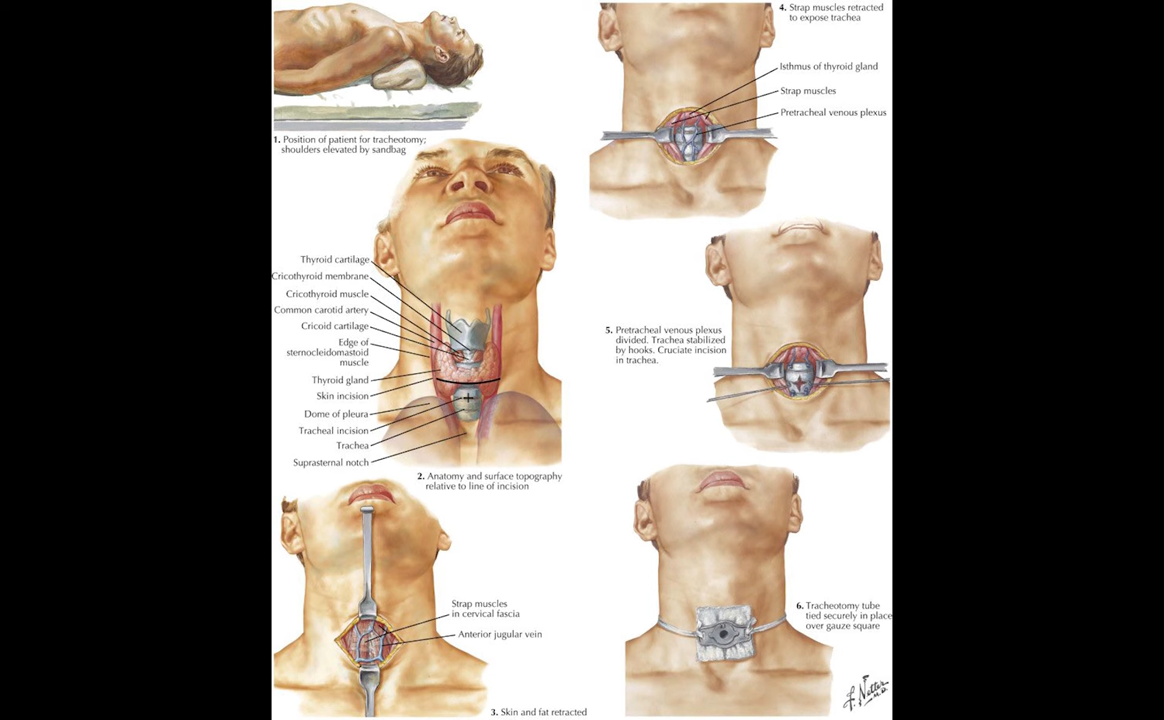 1. Position of patient for tracheotomy;
shoulders elevated by sandbag
Thyroid cartilage
Cricothyroid membrane
Cricothyroid muscle
Common carotid artery
Cricoid cartilage
Edge of
sternocleidomastoid
muscle
Thyroid gland
Skin incision
Dome of pleura
Tracheal incision
Trachea
Suprasternal notch
2. Anatomy and surface topography
relative to line of incision
Strap muscles
in cervical fascia
Anterior jugular vein
3. Skin and fat retracted
4. Strap muscles retracted
to expose trachea
Isthmus of thyroid gland
Strap muscles
Pretracheal venous plexus
5. Pretracheal venous plexus
divided. Trachea stabilized
by hooks. Cruciate incision
in trachea.
6. Tracheotomy tube
tied securely in place
over gauze square
F. Netter
M.D.